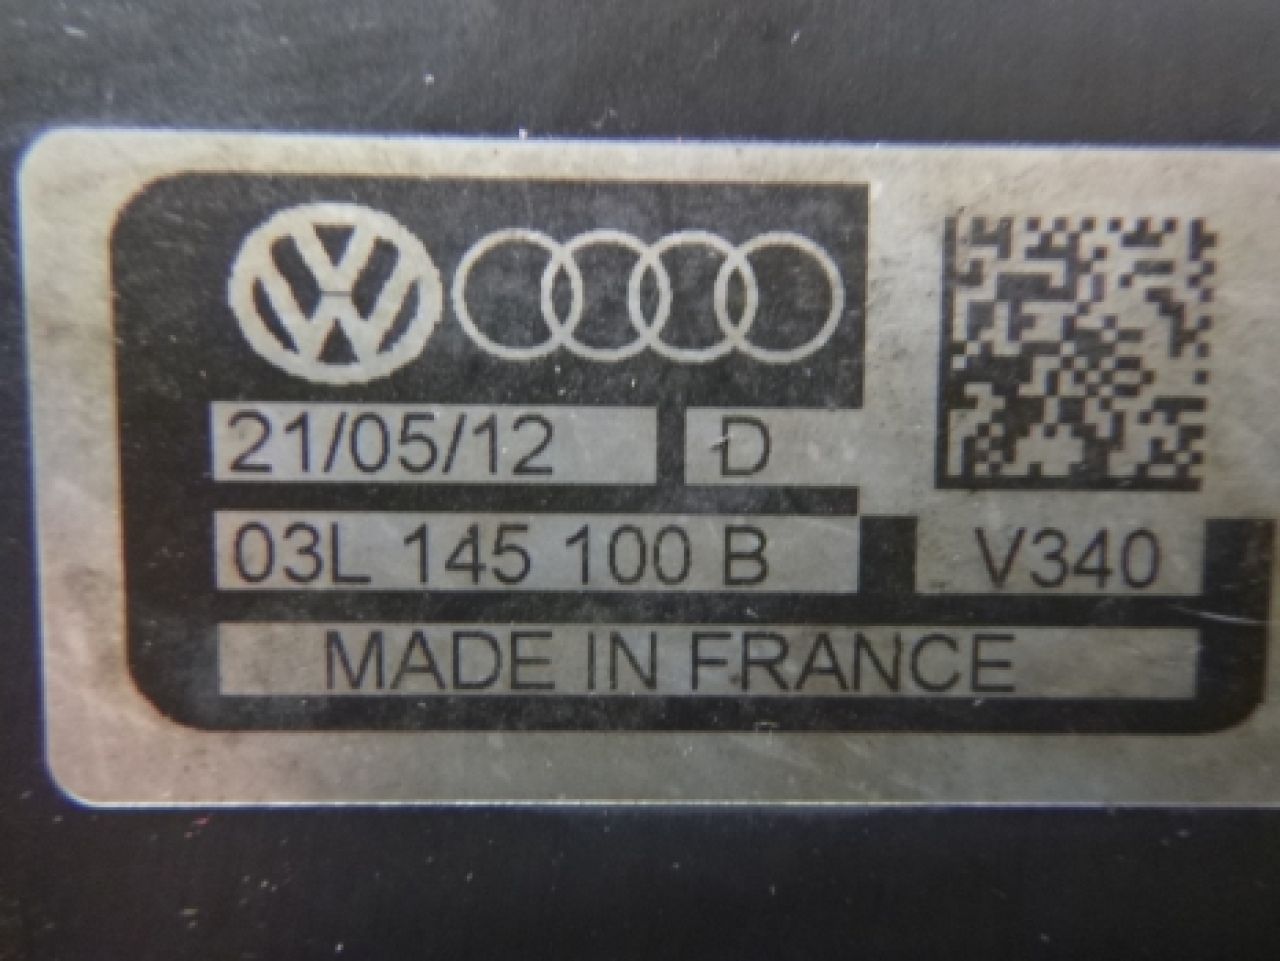 21/05/12 D
03L 145 100 B V340
MADE IN FRANCE